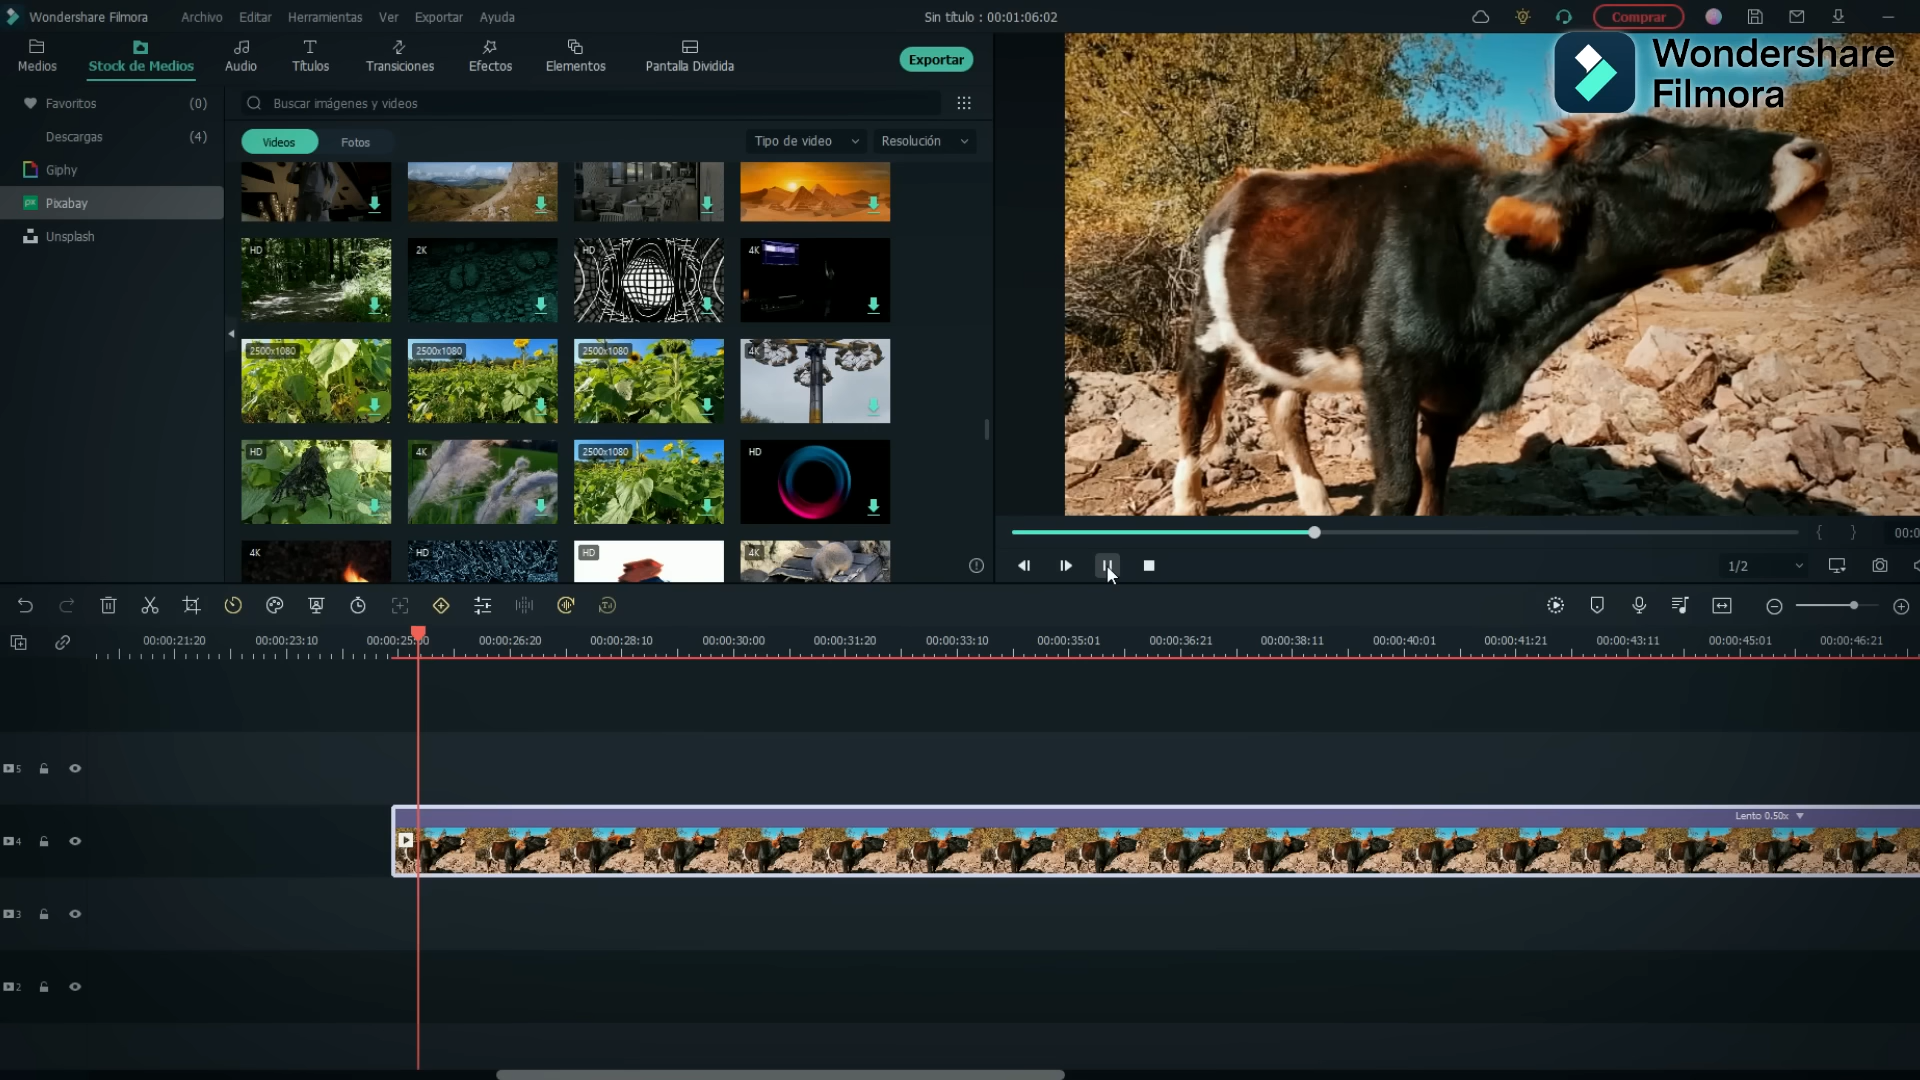 Wondershare Filmora
Archivo
Editar
Herramientas
Ver
Exportar
Ayuda
Sin título : 00:01:06:02
Comprar
Medios
Stock de Medios
Audio
Títulos
Transiciones
Efectos
Elementos
Pantalla Dividida
Exportar
Wondershare
Filmora
Favoritos (0)
Descargas (4)
Giphy
Pixabay
Unsplash
Buscar imágenes y videos
Videos
Fotos
Tipo de video
Resolución
HD
2K
HD
4K
2500x1080
2500x1080
2500x1080
4K
HD
4K
2500x1080
HD
4K
HD
HD
4K
{ }
00:0
1/2
00:00:21:20
00:00:23:10
00:00:25:00
00:00:26:20
00:00:28:10
00:00:30:00
00:00:31:20
00:00:33:10
00:00:35:01
00:00:36:21
00:00:38:11
00:00:40:01
00:00:41:21
00:00:43:11
00:00:45:01
00:00:46:21
5
Lento 0.50x
4
3
2